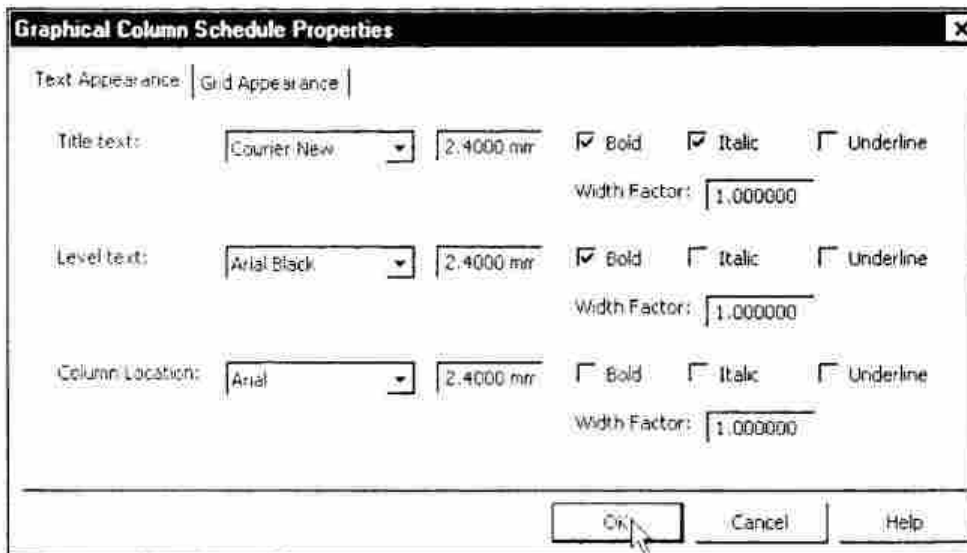 Graphical Column Schedule Properties
Text Appearance Grid Appearance
Title text: Courier New 2.4000 mm Bold Italic Underline
Width Factor: 1.000000
Level text: Arial Black 2.4000 mm Bold Italic Underline
Width Factor: 1.000000
Column Location: Arial 2.4000 mm Bold Italic Underline
Width Factor: 1.000000
OK Cancel Help